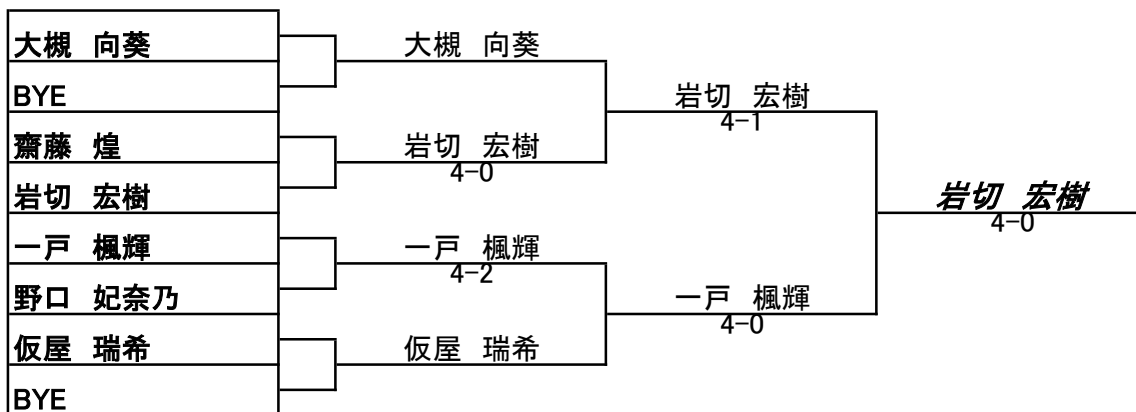 大槻 向葵
BYE
齋藤 煌
岩切 宏樹
一戸 楓輝
野口 妃奈乃
仮屋 瑞希
BYE
大槻 向葵
岩切 宏樹
4-0
一戸 楓輝
4-2
仮屋 瑞希
岩切 宏樹
4-1
一戸 楓輝
4-0
岩切 宏樹
4-0